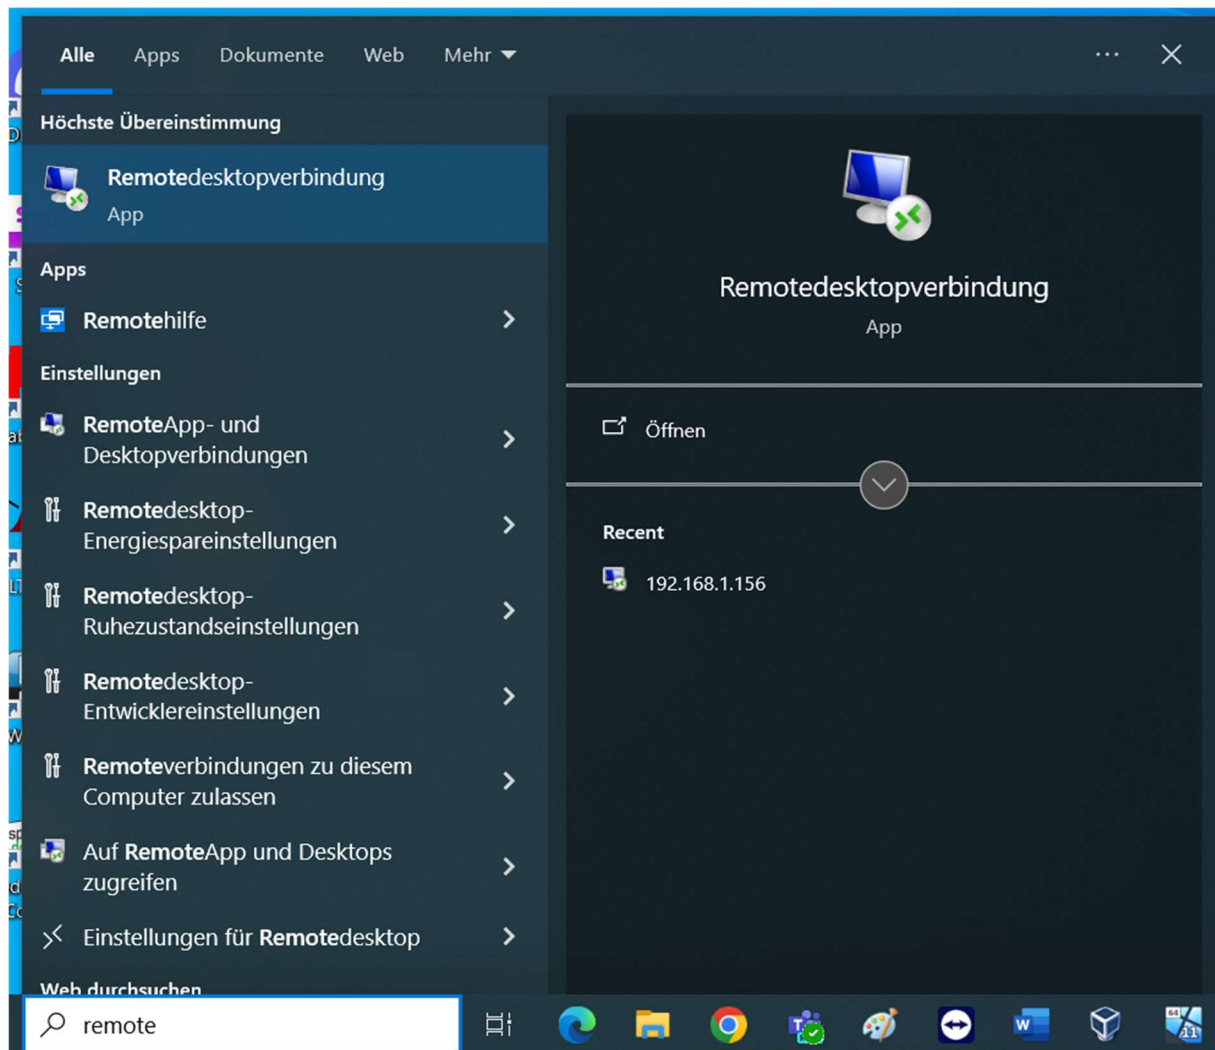 Alle Apps Dokumente Web Mehr
Höchste Übereinstimmung
Remotedesktopverbindung
App
Apps
Remotehilfe
Einstellungen
RemoteApp- und
Desktopverbindungen
Remotedesktop-
Energiespareinstellungen
Remotedesktop-
Ruhezustandseinstellungen
Remotedesktop-
Entwicklereinstellungen
Remoteverbindungen zu diesem
Computer zulassen
Auf RemoteApp und Desktops
zugreifen
Einstellungen für Remotedesktop
Web durchsuchen
remote
Remotedesktopverbindung
App
Öffnen
Recent
192.168.1.156
64
11